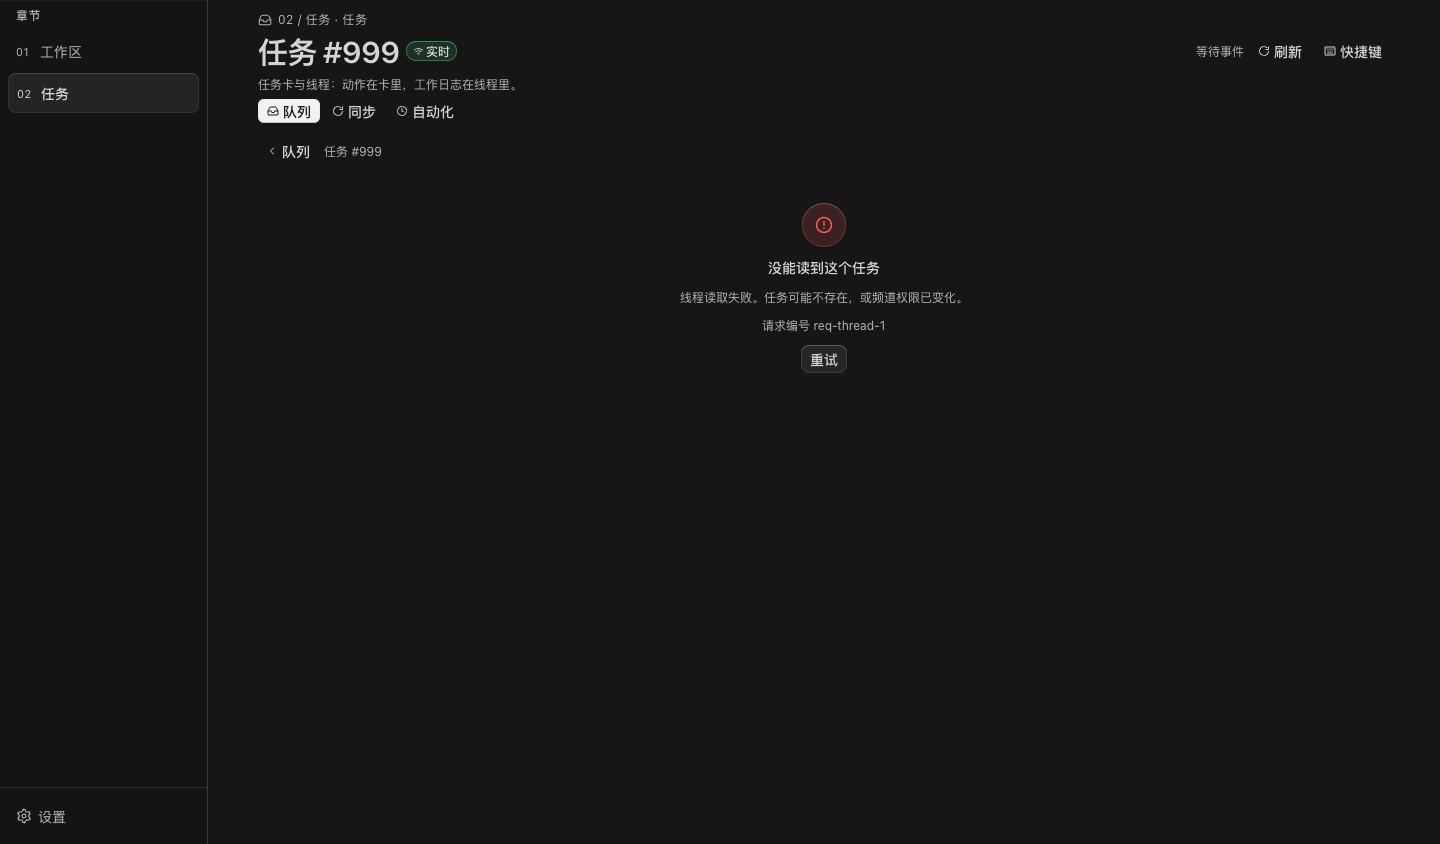 章节
01 工作区
02 任务
设置
02 / 任务 · 任务
任务 #999 实时
等待事件 刷新 快捷键
任务卡与线程：动作在卡里，工作日志在线程里。
队列 同步 自动化
队列 任务 #999
没能读到这个任务
线程读取失败。任务可能不存在，或频道权限已变化。
请求编号 req-thread-1
重试